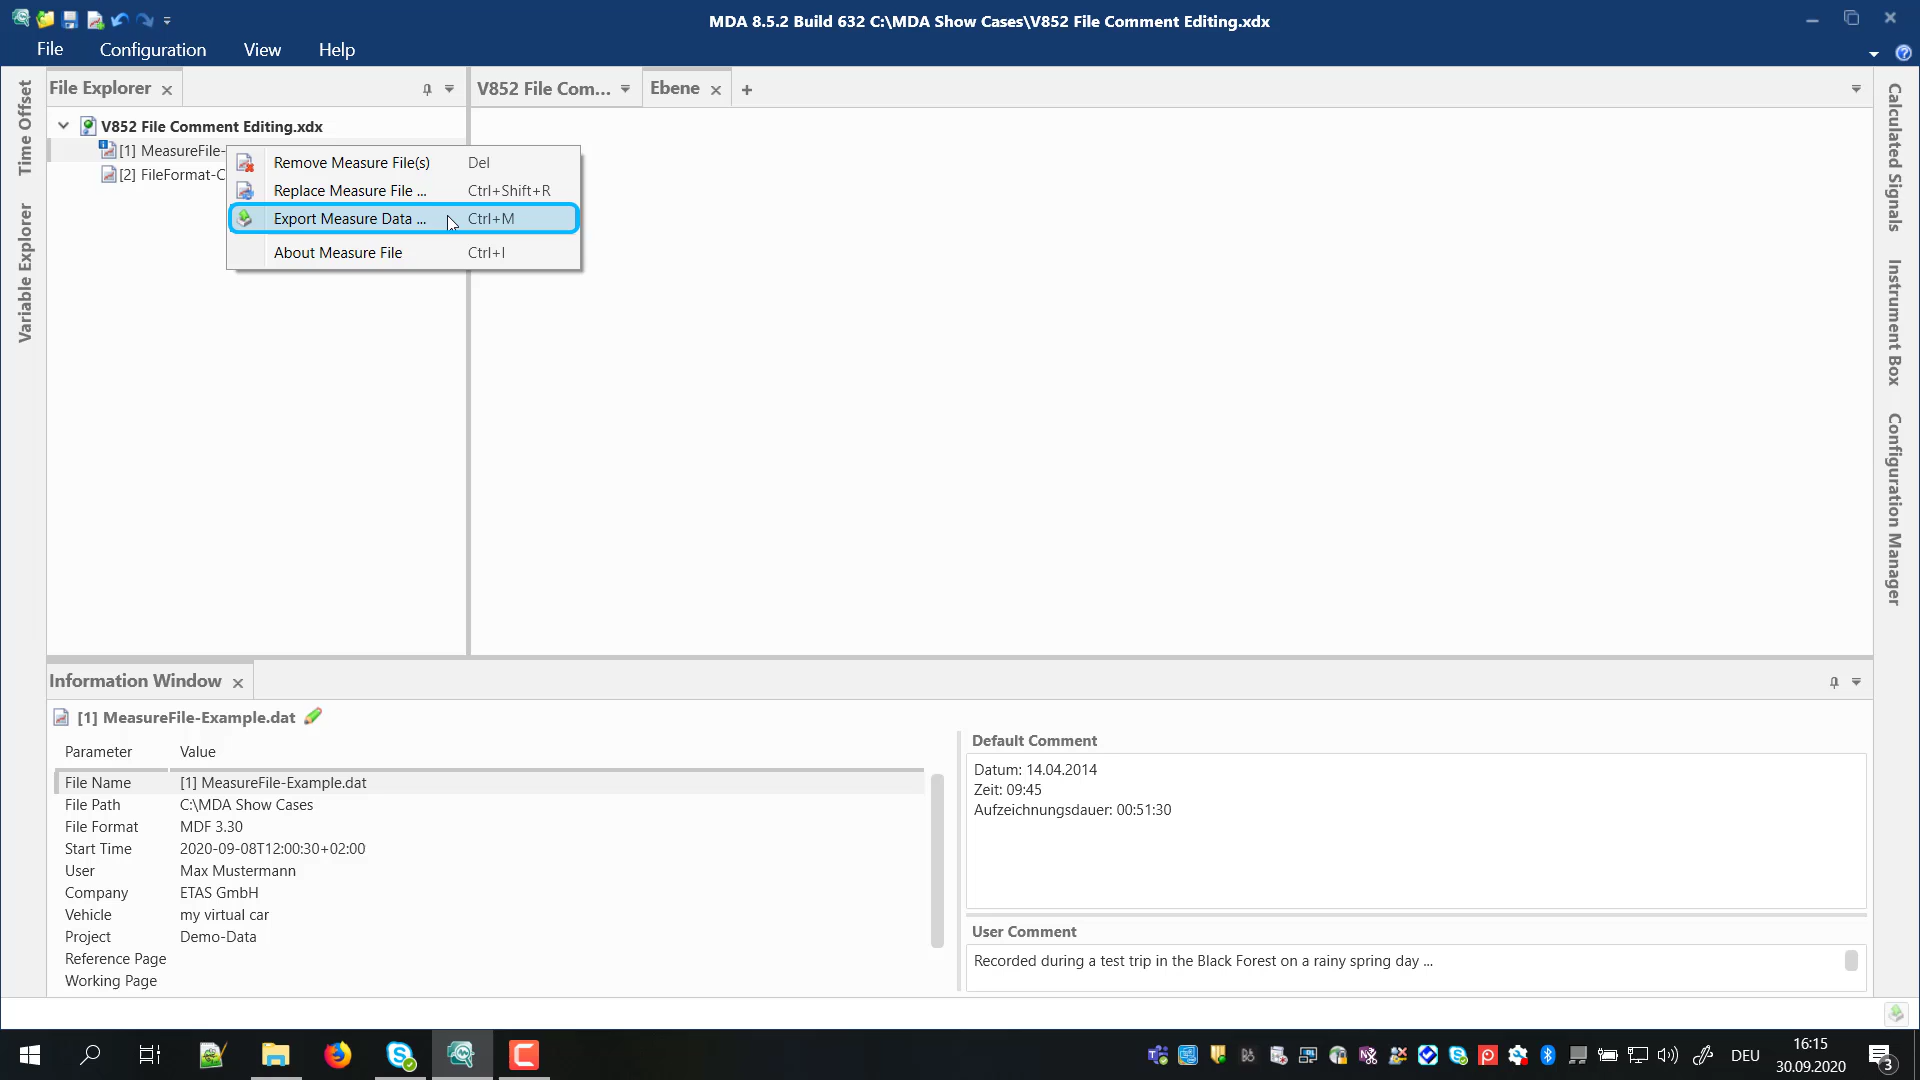 MDA 8.5.2 Build 632 C:\MDA Show Cases\V852 File Comment Editing.xdx
File Configuration View Help
Time Offset
Variable Explorer
File Explorer
V852 File Com...
Ebene
V852 File Comment Editing.xdx
[1] MeasureFile-
[2] FileFormat-C
Remove Measure File(s) Del
Replace Measure File ... Ctrl+Shift+R
Export Measure Data ... Ctrl+M
About Measure File Ctrl+I
Calculated Signals
Instrument Box
Configuration Manager
Information Window
[1] MeasureFile-Example.dat
Parameter Value
File Name [1] MeasureFile-Example.dat
File Path C:\MDA Show Cases
File Format MDF 3.30
Start Time 2020-09-08T12:00:30+02:00
User Max Mustermann
Company ETAS GmbH
Vehicle my virtual car
Project Demo-Data
Reference Page
Working Page
Default Comment
Datum: 14.04.2014
Zeit: 09:45
Aufzeichnungsdauer: 00:51:30
User Comment
Recorded during a test trip in the Black Forest on a rainy spring day ...
DEU
16:15
30.09.2020
3